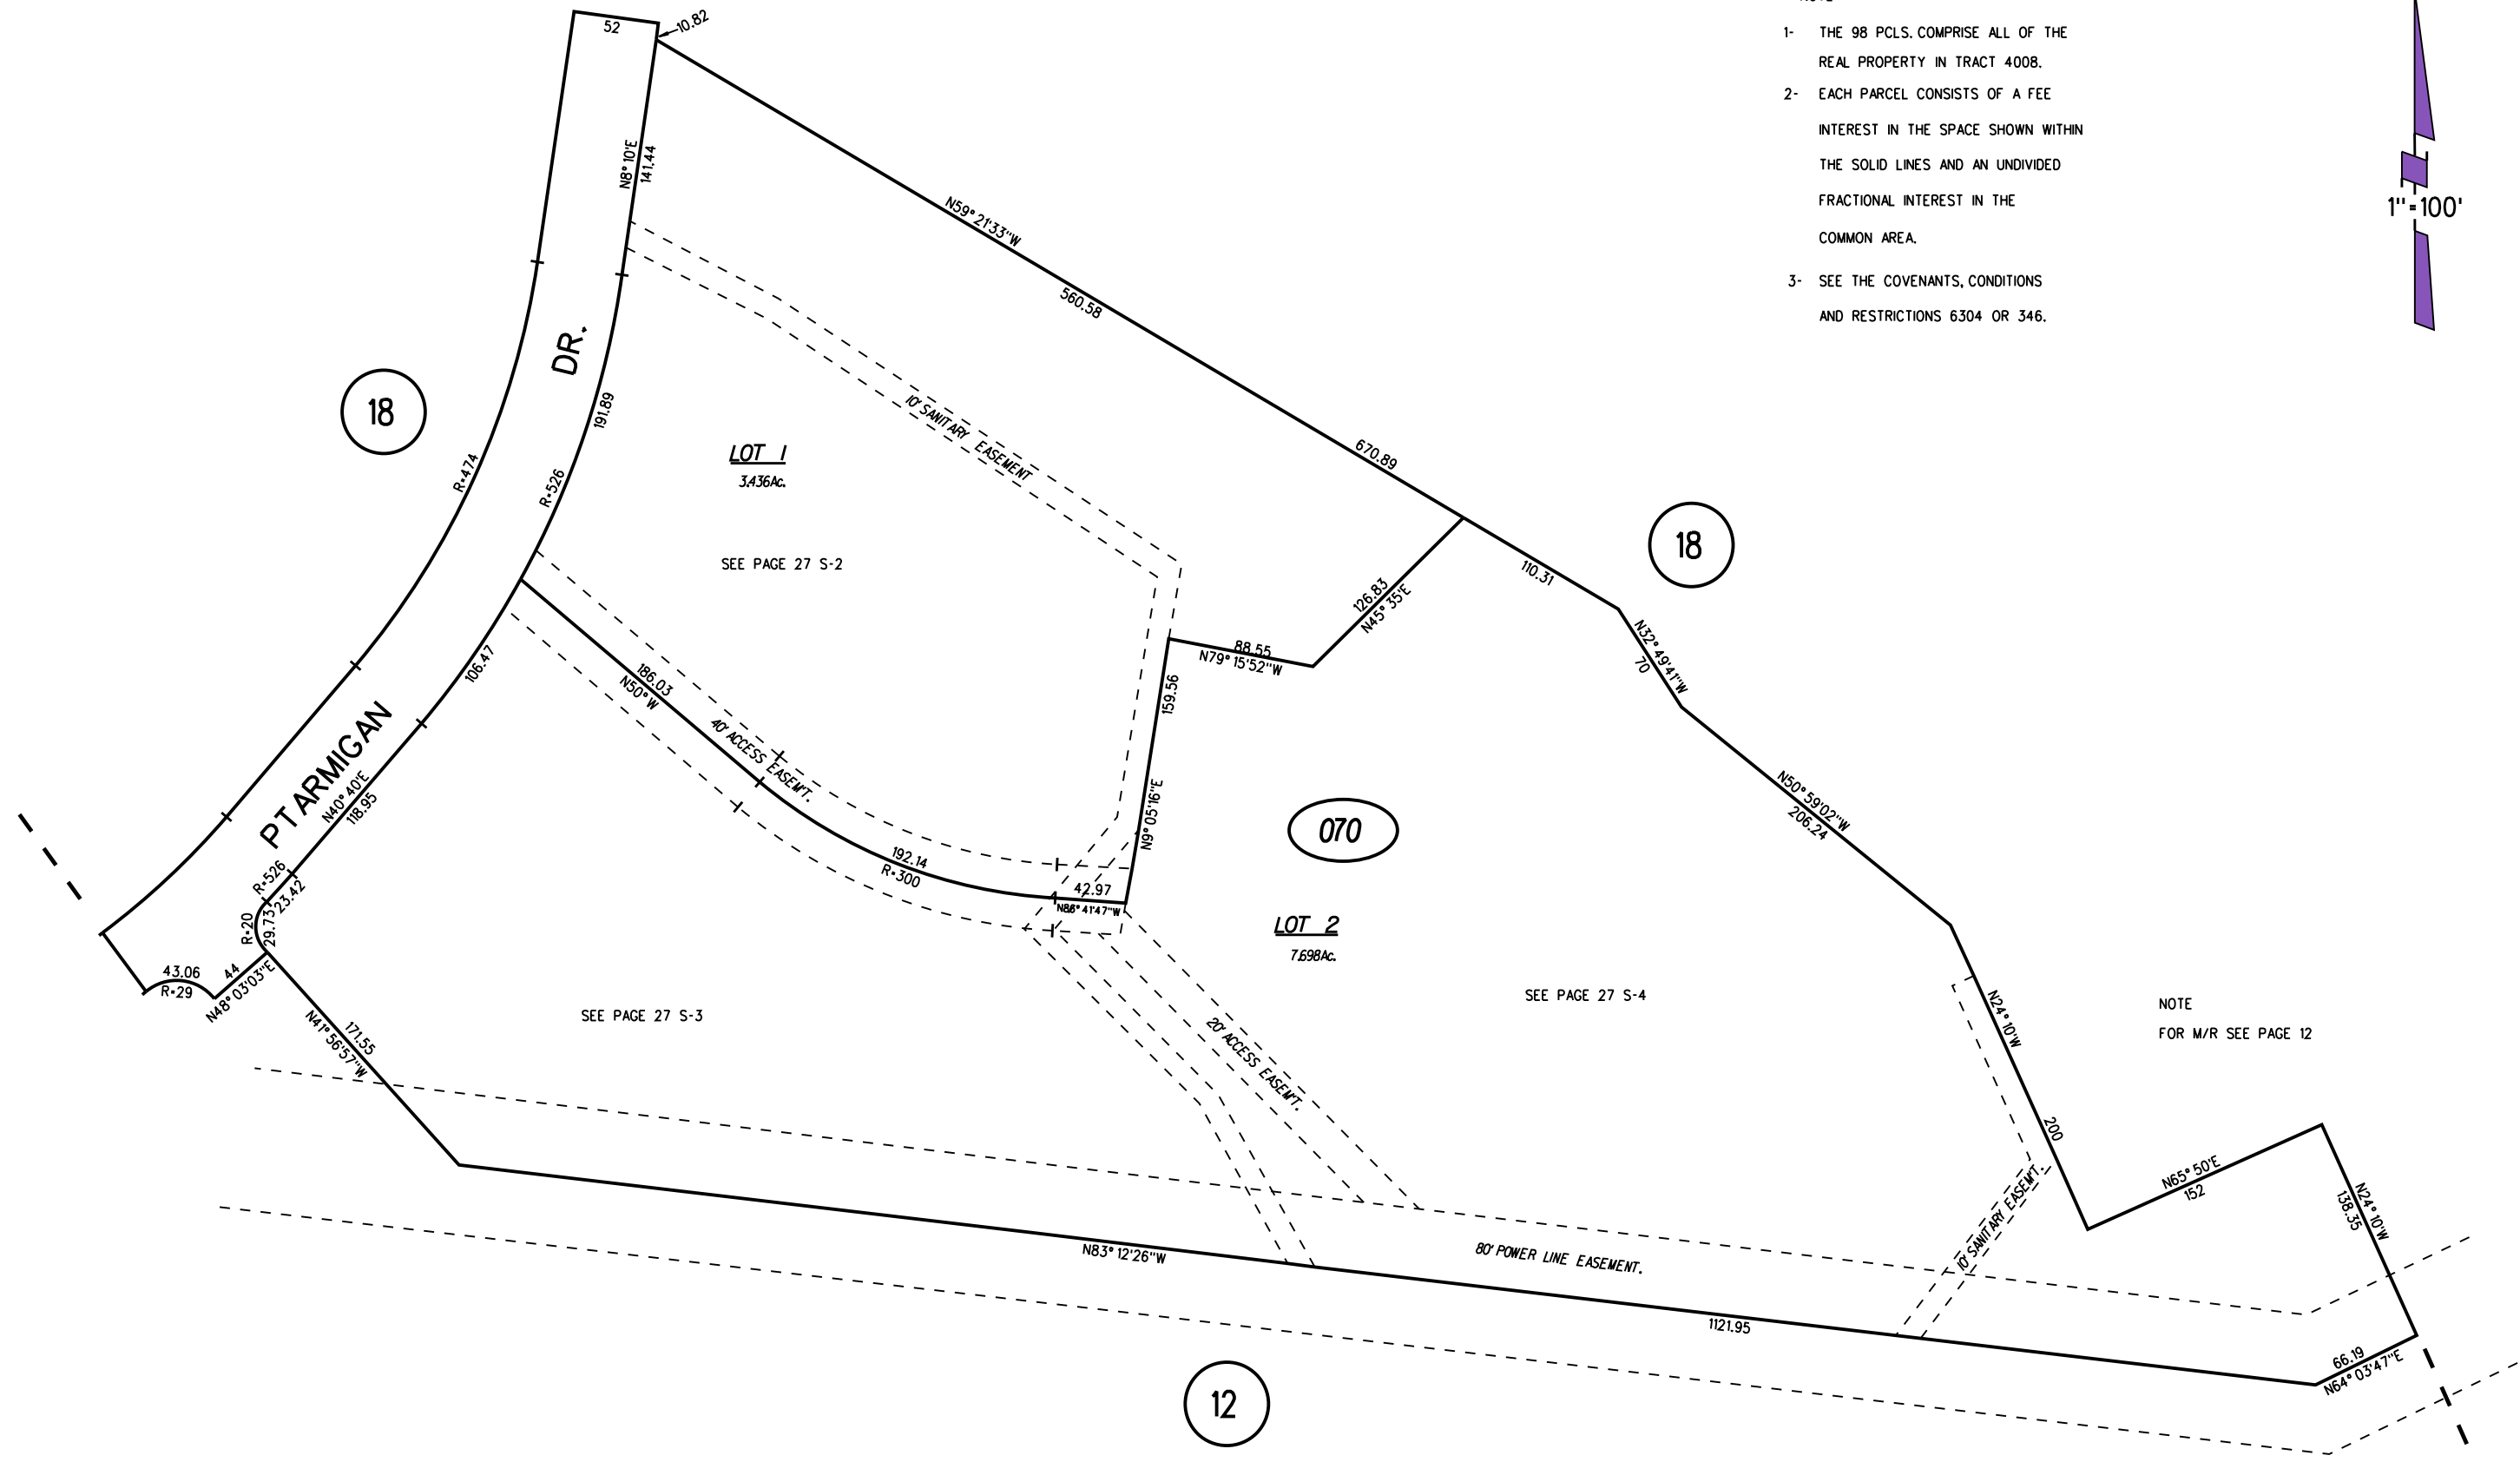 52
10.82
N8°10'E
141.44
N59°21'33"W
560.58
1- THE 98 PCLS. COMPRISE ALL OF THE
REAL PROPERTY IN TRACT 4008.
2- EACH PARCEL CONSISTS OF A FEE
INTEREST IN THE SPACE SHOWN WITHIN
THE SOLID LINES AND AN UNDIVIDED
FRACTIONAL INTEREST IN THE
COMMON AREA.
3- SEE THE COVENANTS, CONDITIONS
AND RESTRICTIONS 6304 OR 346.
1"=100'
DR.
18
191.89
R=474
R=526
LOT 1
3.436Ac.
10' SANITARY EASEMENT
670.89
18
SEE PAGE 27 S-2
110.31
126.83
N45°35'E
88.55
N79°15'52"W
N32°49'41"W
70
106.47
186.03
N50°W
159.56
40' ACCESS EASEM'T.
PTARMIGAN
N40°40'E
118.95
N9°05'16"E
070
N50°59'02"W
206.24
192.14
R=300
42.97
N86°41'47"W
R=526
23.42
R=20
29.73
LOT 2
7.698Ac.
43.06
R=29
44
N48°03'03"E
SEE PAGE 27 S-3
SEE PAGE 27 S-4
171.55
N41°56'57"W
20' ACCESS EASEM'T.
N24°10'W
200
NOTE
FOR M/R SEE PAGE 12
N65°50'E
152
N24°10'W
138.35
10' SANITARY EASEM'T.
N83°12'26"W
80' POWER LINE EASEMENT.
1121.95
66.19
N64°03'47"E
12